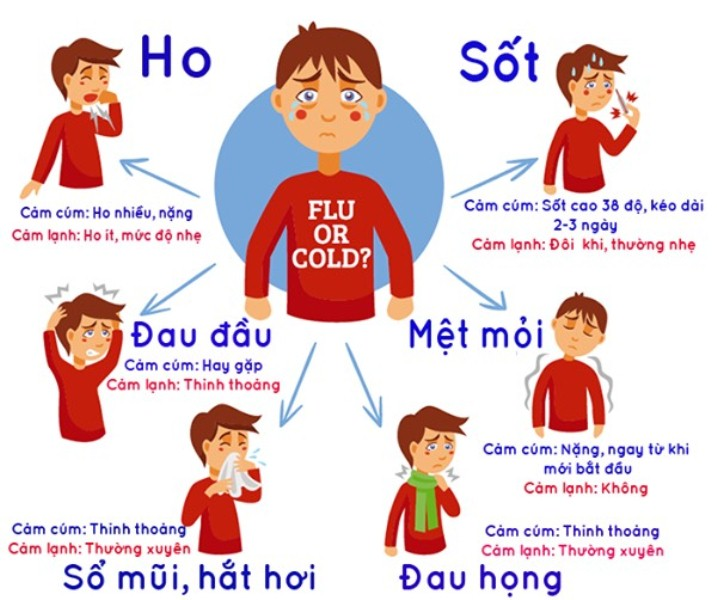 Ho
Cảm cúm: Ho nhiều, nặng
Cảm lạnh: Ho ít, mức độ nhẹ
FLU
OR
COLD?
Sốt
Cảm cúm: Sốt cao 38 độ, kéo dài
2-3 ngày
Cảm lạnh: Đôi khi, thường nhẹ
Đau đầu
Cảm cúm: Hay gặp
Cảm lạnh: Thỉnh thoảng
Mệt mỏi
Cảm cúm: Nặng, ngay từ khi
mới bắt đầu
Cảm lạnh: Không
Cảm cúm: Thỉnh thoảng
Cảm lạnh: Thường xuyên
Sổ mũi, hắt hơi
Cảm cúm: Thỉnh thoảng
Cảm lạnh: Thường xuyên
Đau họng